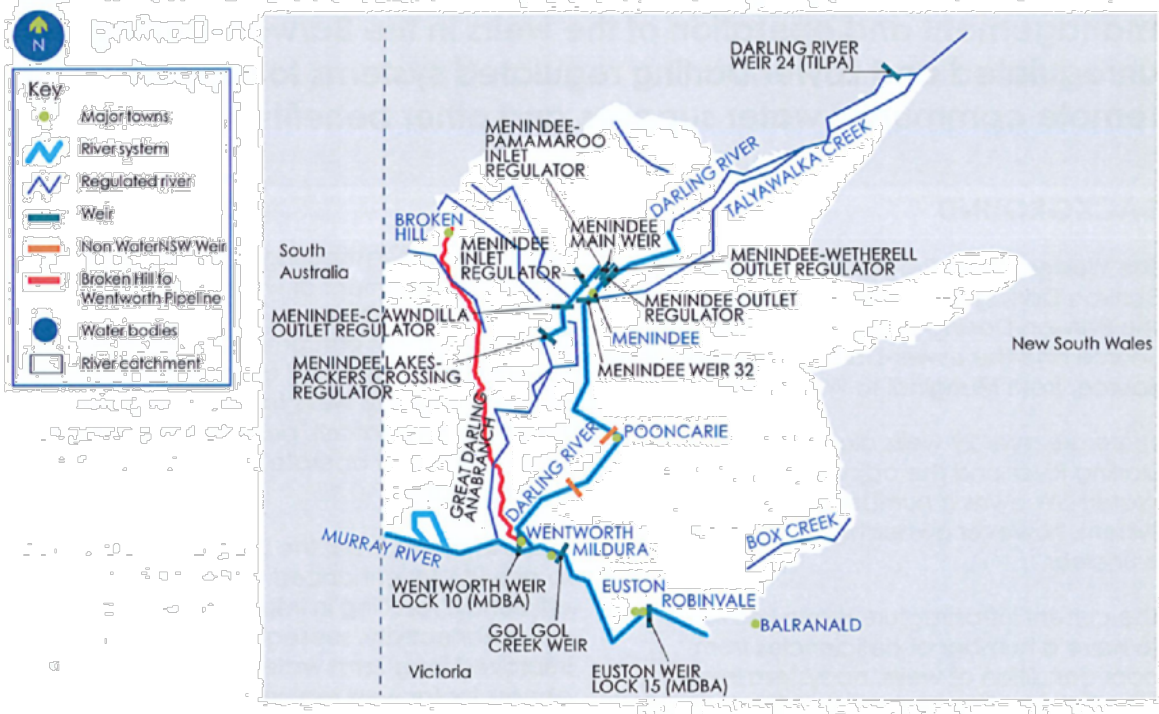 N
Key
Major towns
River system
Regulated river
Weir
Non WaterNSW Weir
Broken Hill to
Wentworth Pipeline
Water bodies
River catchment
DARLING RIVER
WEIR 24 (TILPA)
MENINDEE-
PAMAMAROO
INLET
REGULATOR
DARLING RIVER
TALYAWALKA CREEK
BROKEN
HILL
MENINDEE
MAIN WEIR
MENINDEE
INLET
REGULATOR
South
Australia
MENINDEE-WETHERELL
OUTLET REGULATOR
MENINDEE OUTLET
REGULATOR
MENINDEE-CAWNDILLA
OUTLET REGULATOR
MENINDEE
New South Wales
MENINDEE LAKES-
PACKERS CROSSING
REGULATOR
MENINDEE WEIR 32
GREAT DARLING
ANABRANCH
DARLING RIVER
POONCARIE
MURRAY RIVER
WENTWORTH
MILDURA
BOX CREEK
WENTWORTH WEIR
LOCK 10 (MDBA)
EUSTON
ROBINVALE
BALRANALD
GOL GOL
CREEK WEIR
Victoria
EUSTON WEIR
LOCK 15 (MDBA)